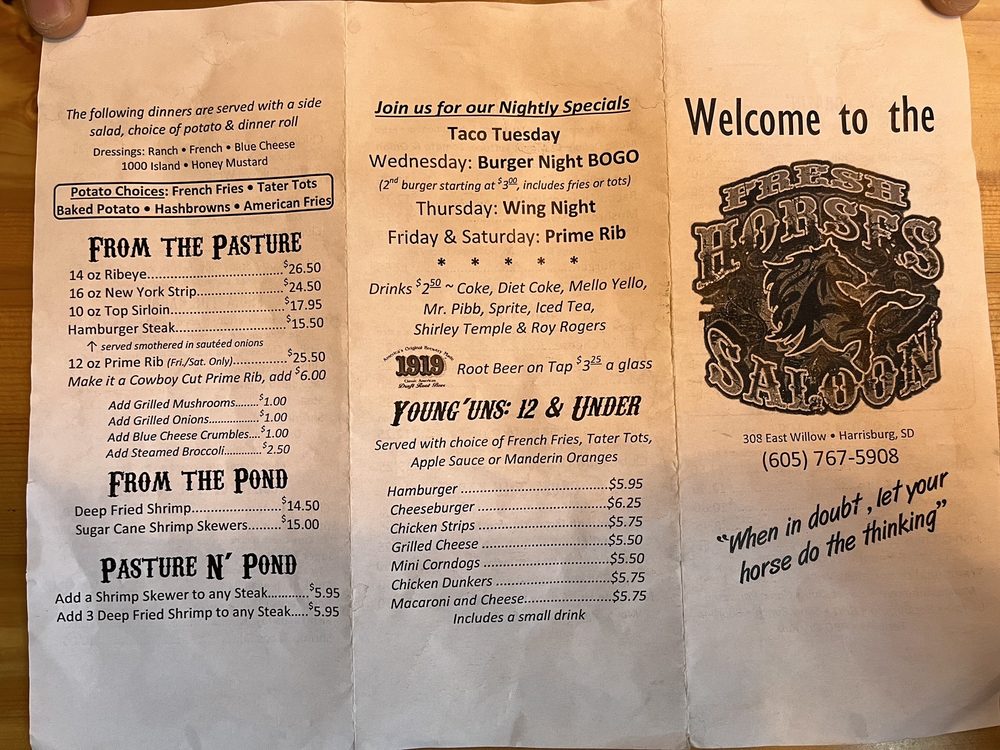 The following dinners are served with a side
salad, choice of potato & dinner roll
Dressings: Ranch • French • Blue Cheese
1000 Island • Honey Mustard
Potato Choices: French Fries • Tater Tots
Baked Potato • Hashbrowns • American Fries
FROM THE PASTURE
14 oz Ribeye..............................$26.50
16 oz New York Strip...................$24.50
10 oz Top Sirloin.........................$17.95
Hamburger Steak........................$15.50
↑ served smothered in sautéed onions
12 oz Prime Rib (Fri./Sat. Only)............$25.50
Make it a Cowboy Cut Prime Rib, add $6.00
Add Grilled Mushrooms........$1.00
Add Grilled Onions...............$1.00
Add Blue Cheese Crumbles....$1.00
Add Steamed Broccoli............$2.50
FROM THE POND
Deep Fried Shrimp....................$14.50
Sugar Cane Shrimp Skewers........$15.00
PASTURE N' POND
Add a Shrimp Skewer to any Steak............$5.95
Add 3 Deep Fried Shrimp to any Steak.....$5.95
Join us for our Nightly Specials
Taco Tuesday
Wednesday: Burger Night BOGO
(2nd burger starting at $3.00, includes fries or tots)
Thursday: Wing Night
Friday & Saturday: Prime Rib
* * * * *
Drinks $2.50 ~ Coke, Diet Coke, Mello Yello,
Mr. Pibb, Sprite, Iced Tea,
Shirley Temple & Roy Rogers
America's Original Brewery Made
1919
Classic American
Draft Root Beer
Root Beer on Tap $3.25 a glass
YOUNG'UNS: 12 & UNDER
Served with choice of French Fries, Tater Tots,
Apple Sauce or Manderin Oranges
Hamburger ..............................$5.95
Cheeseburger ..........................$6.25
Chicken Strips ..........................$5.75
Grilled Cheese ..........................$5.50
Mini Corndogs ..........................$5.50
Chicken Dunkers .......................$5.75
Macaroni and Cheese.................$5.75
Includes a small drink
Welcome to the
FRESH
HORSES
SALOON
308 East Willow • Harrisburg, SD
(605) 767-5908
"When in doubt, let your
horse do the thinking"